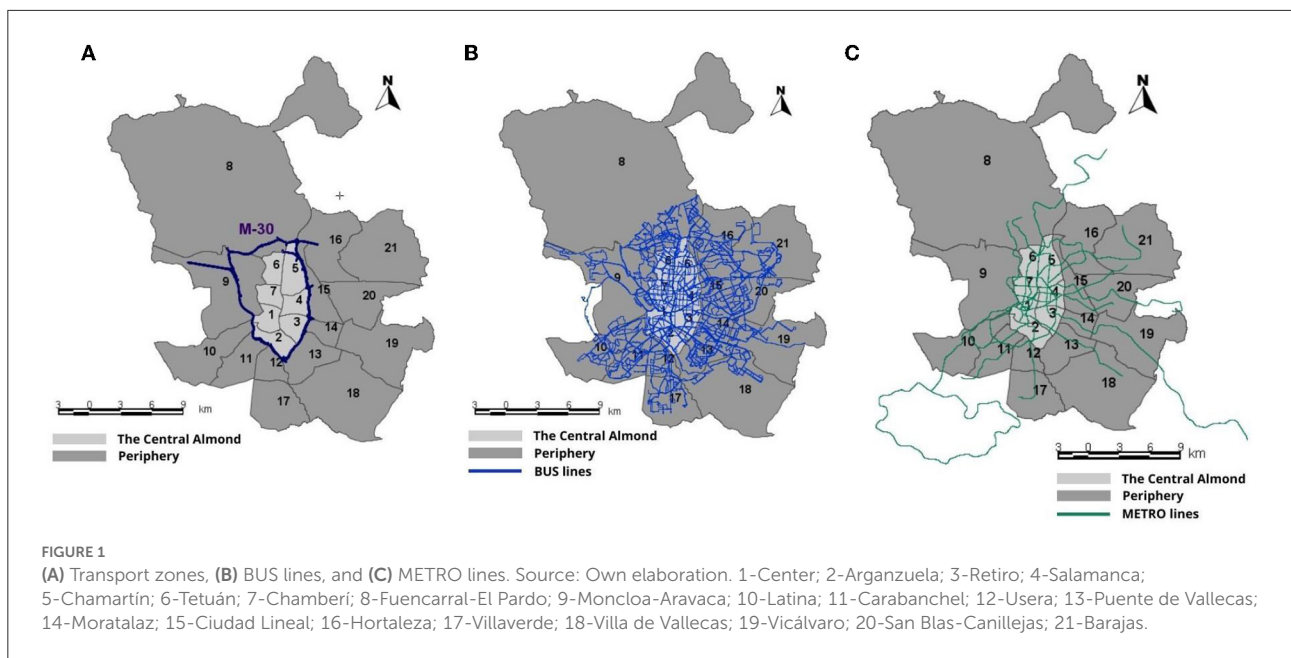 A
N
8
M-30
16
21
6
5
9
7
15
4
20
1
3
14
2
19
10
11
12
13
18
17
3 0 3 6 9 km
The Central Almond
Periphery
B
N
8
16
21
6
6
9
7
15
4
20
1
3
14
2
19
10
11
12
13
18
17
3 0 3 6 9 km
The Central Almond
Periphery
BUS lines
C
N
8
16
21
6
5
9
7
15
4
20
1
3
14
2
19
10
11
12
13
18
17
3 0 3 6 9 km
The Central Almond
Periphery
METRO lines
FIGURE 1
(A) Transport zones, (B) BUS lines, and (C) METRO lines. Source: Own elaboration. 1-Center; 2-Arganzuela; 3-Retiro; 4-Salamanca;
5-Chamartín; 6-Tetuán; 7-Chamberí; 8-Fuencarral-El Pardo; 9-Moncloa-Aravaca; 10-Latina; 11-Carabanchel; 12-Usera; 13-Puente de Vallecas;
14-Moratalaz; 15-Ciudad Lineal; 16-Hortaleza; 17-Villaverde; 18-Villa de Vallecas; 19-Vicálvaro; 20-San Blas-Canillejas; 21-Barajas.